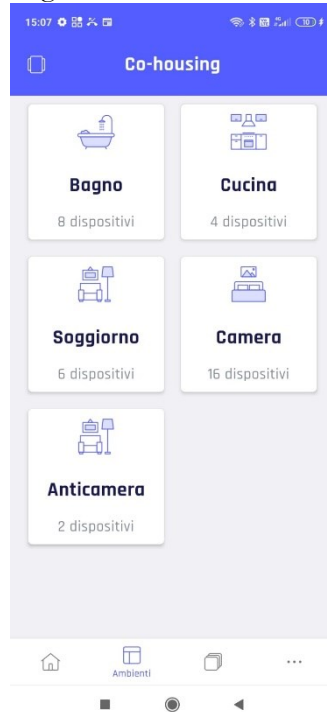 15:07
Co-housing
Bagno
8 dispositivi
Cucina
4 dispositivi
Soggiorno
6 dispositivi
Camera
16 dispositivi
Anticamera
2 dispositivi
Ambienti